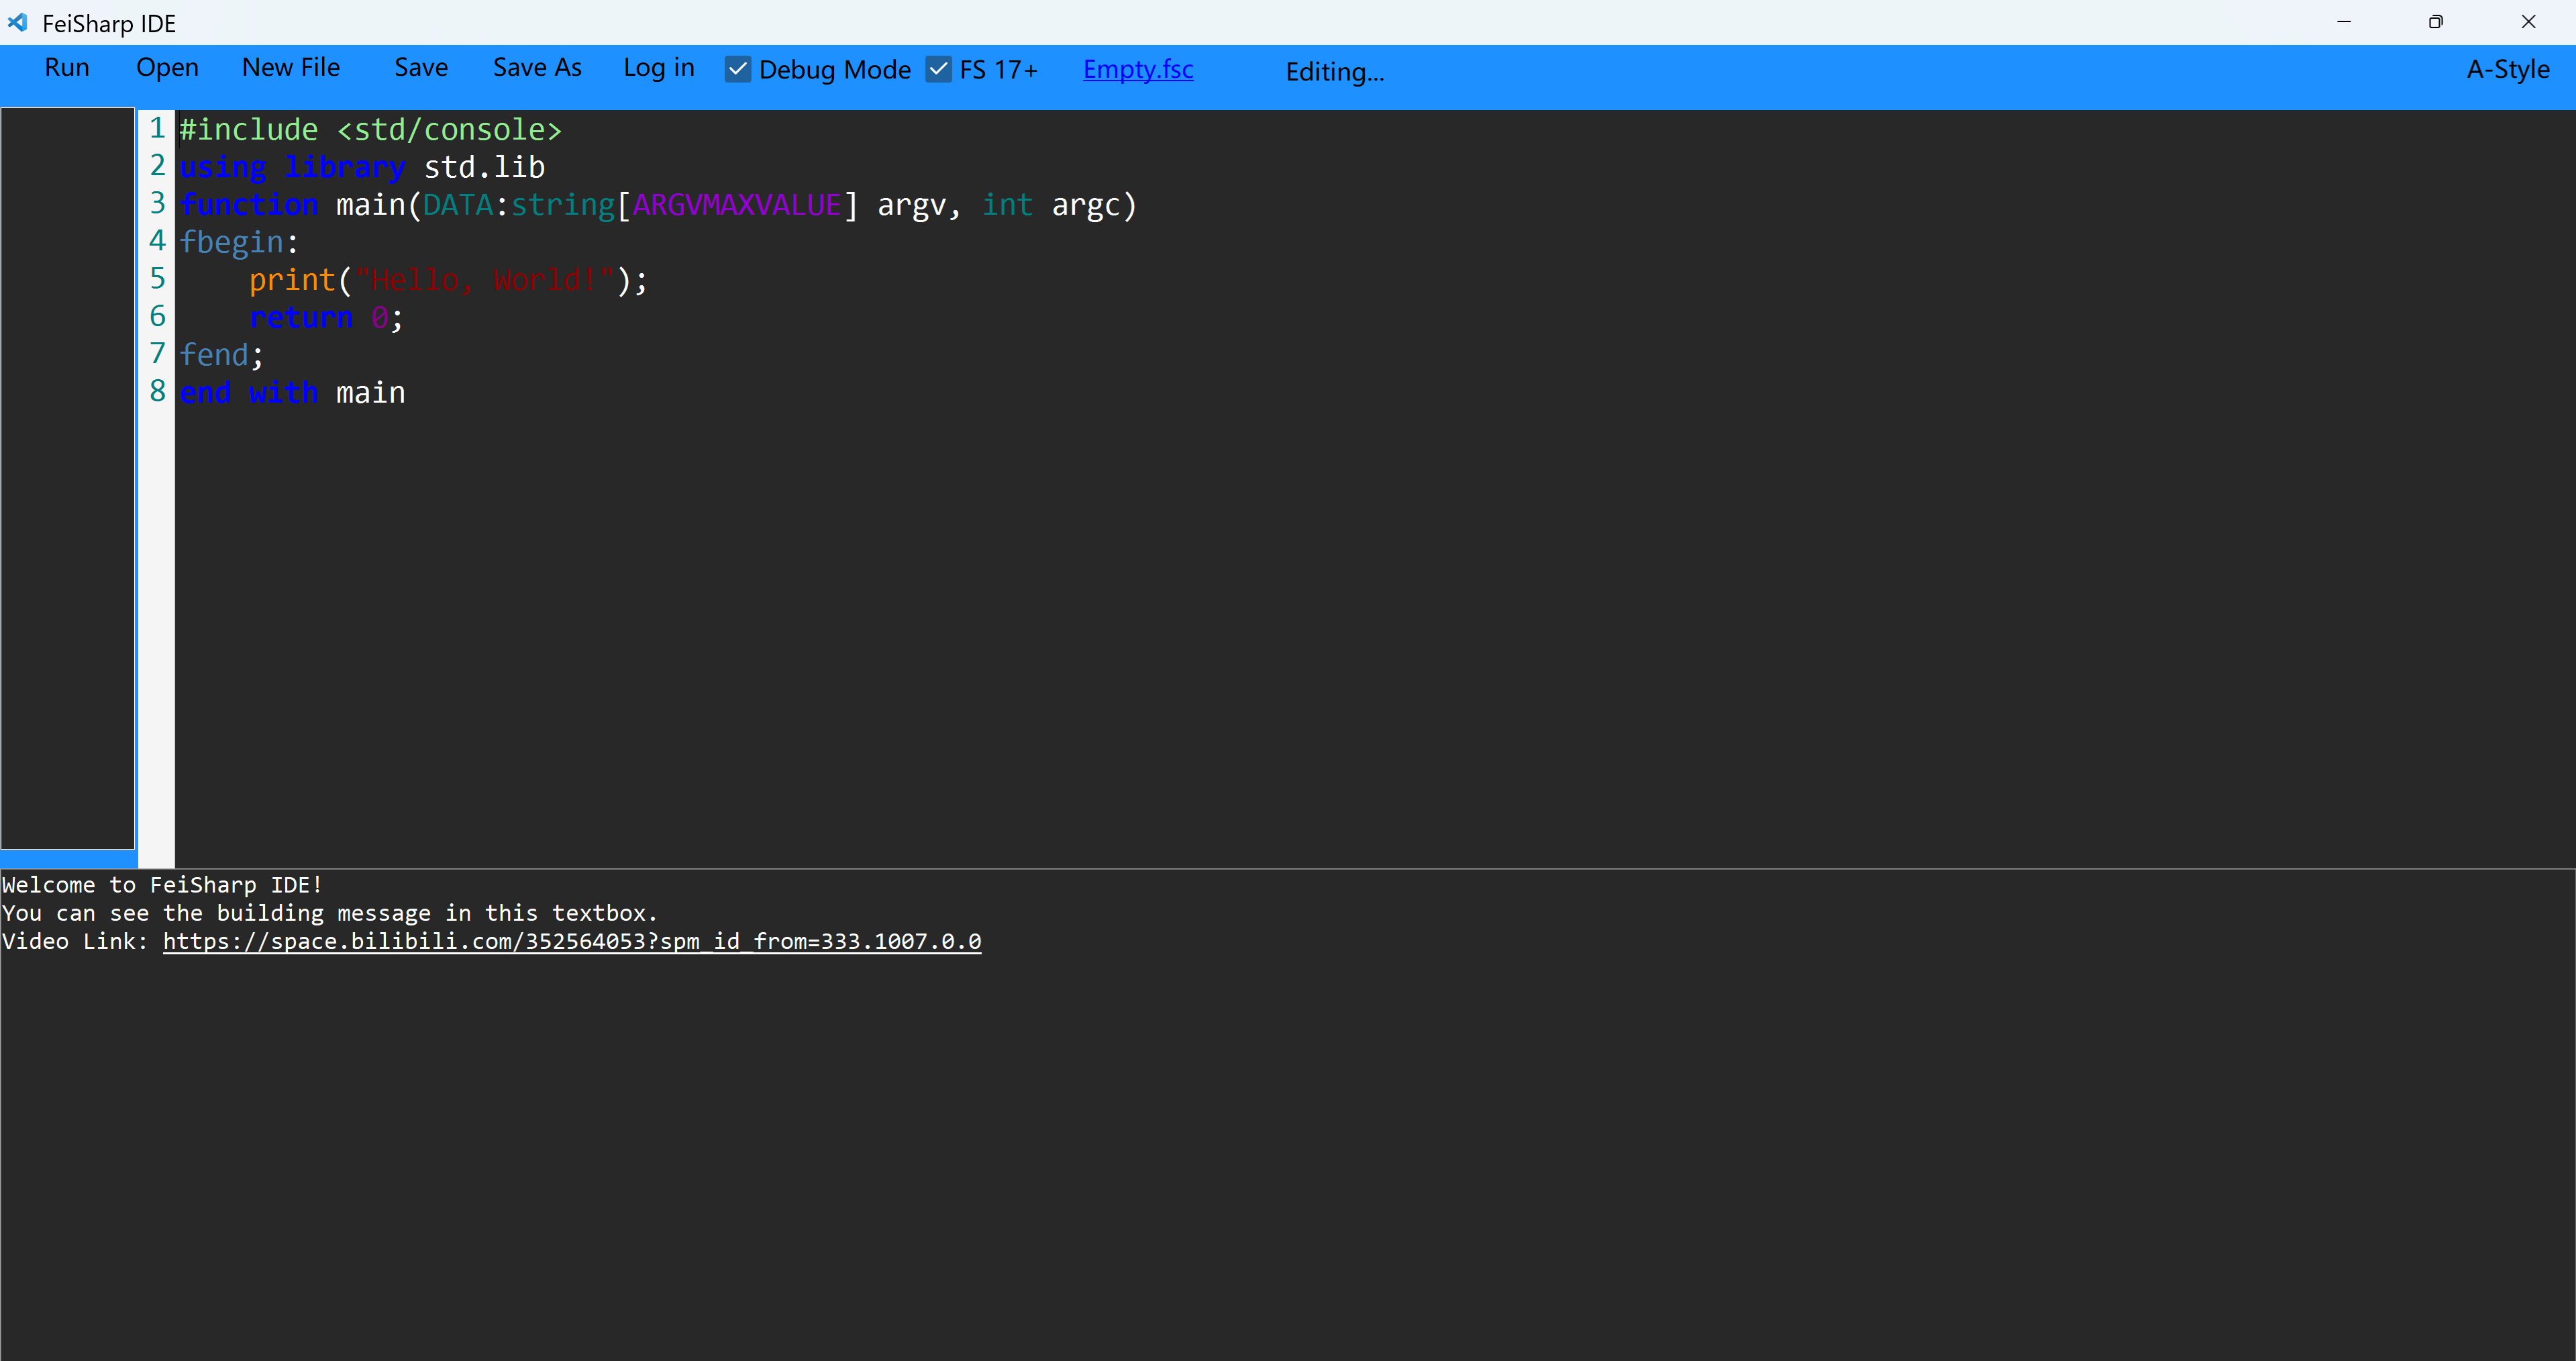 FeiSharp IDE
Run Open New File Save Save As Log in Debug Mode FS 17+ Empty.fsc Editing... A-Style
1 #include <std/console>
2 using library std.lib
3 function main(DATA:string[ARGVMAXVALUE] argv, int argc)
4 fbegin:
5     print("Hello, World!");
6     return 0;
7 fend;
8 end with main
Welcome to FeiSharp IDE!
You can see the building message in this textbox.
Video Link: https://space.bilibili.com/352564053?spm_id_from=333.1007.0.0